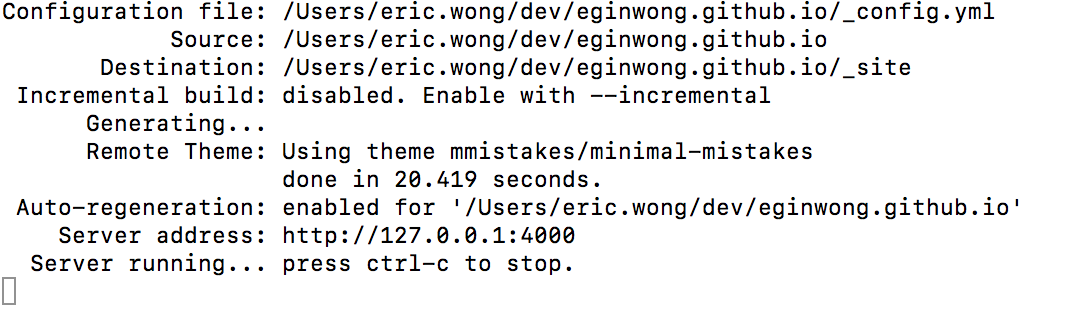 Configuration file: /Users/eric.wong/dev/eginwong.github.io/_config.yml
Source: /Users/eric.wong/dev/eginwong.github.io
Destination: /Users/eric.wong/dev/eginwong.github.io/_site
Incremental build: disabled. Enable with --incremental
Generating...
Remote Theme: Using theme mmistakes/minimal-mistakes
done in 20.419 seconds.
Auto-regeneration: enabled for '/Users/eric.wong/dev/eginwong.github.io'
Server address: http://127.0.0.1:4000
Server running... press ctrl-c to stop.